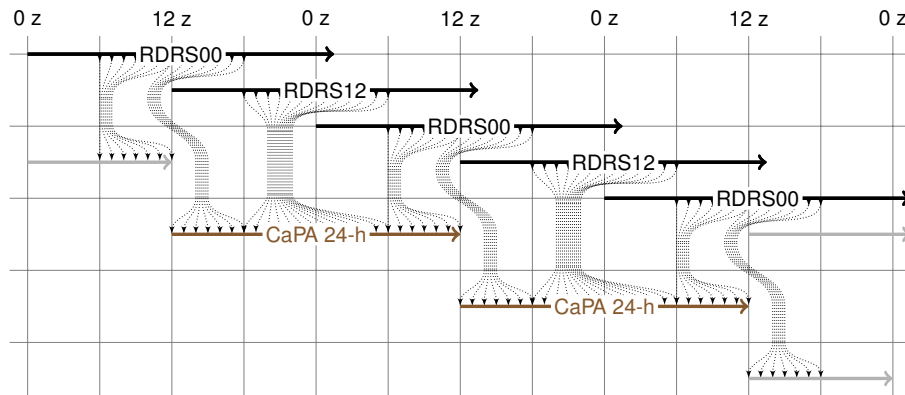 0 z 12 z 0 z 12 z 0 z 12 z 0 z
RDRS00
RDRS12
RDRS00
RDRS12
RDRS00
CaPA 24-h
CaPA 24-h